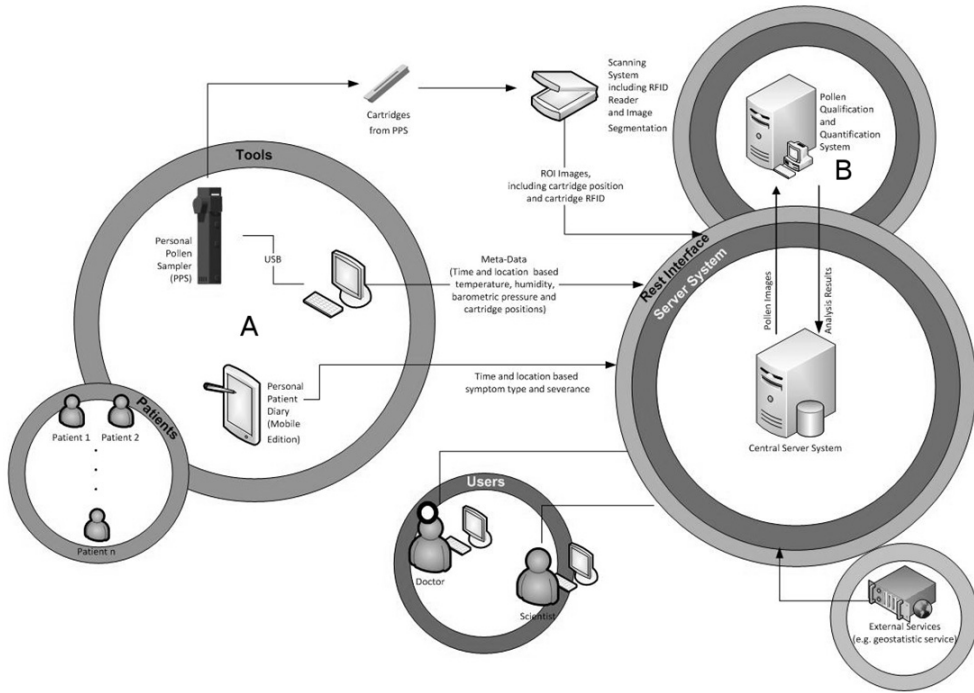 Cartridges
from PPS
Scanning
System
including RFID
Reader
and Image
Segmentation
Pollen
Qualification
and
Quantification
System
B
Tools
Personal
Pollen
Sampler
(PPS)
USB
A
Personal
Patient
Diary
(Mobile
Edition)
ROI Images,
including cartridge position
and cartridge RFID
Meta-Data
(Time and location based
temperature, humidity,
barometric pressure and
cartridge positions)
Time and location based
symptom type and severance
Rest Interface
Server System
Pollen Images
Analysis Results
Central Server System
Patients
Patient 1
Patient 2
Patient n
Users
Doctor
Scientist
External Services
(e.g. geostatistic service)